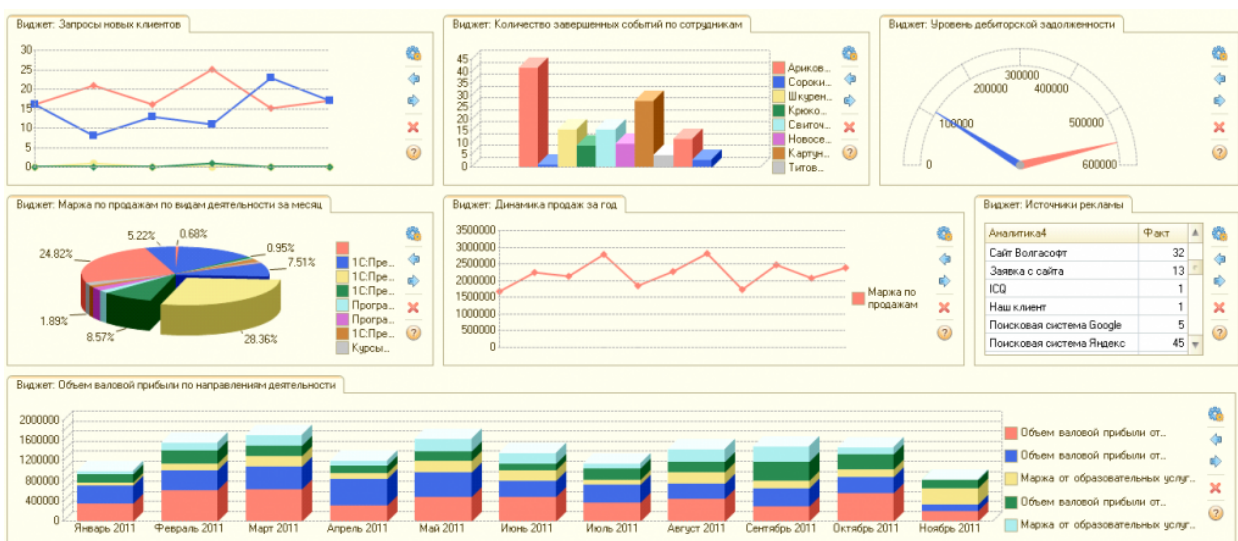 Виджет: Запросы новых клиентов
30
25
20
15
10
5
0
Виджет: Количество завершенных событий по сотрудникам
45
40
35
30
25
20
15
10
5
0
Ариков...
Сороки...
Шкурен...
Крюко...
Свиточ...
Новосе...
Картун...
Титов...
Виджет: Уровень дебиторской задолженности
0
100000
200000
300000
400000
500000
600000
Виджет: Маржа по продажам по видам деятельности за месяц
5.22%
0.68%
0.95%
7.51%
24.82%
1.89%
8.57%
28.36%
1С:Пре...
1С:Пре...
1С:Пре...
Програ...
Програ...
1С:Пре...
Курсы...
Виджет: Динамика продаж за год
3500000
3000000
2500000
2000000
1500000
1000000
500000
0
Маржа по
продажам
Виджет: Источники рекламы
Аналитика4 Факт
Сайт Волгасофт 32
Заявка с сайта 13
ICQ 1
Наш клиент 1
Поисковая система Google 5
Поисковая система Яндекс 45
Виджет: Объем валовой прибыли по направлениям деятельности
2000000
1600000
1200000
800000
400000
0
Январь 2011 Февраль 2011 Март 2011 Апрель 2011 Май 2011 Июнь 2011 Июль 2011 Август 2011 Сентябрь 2011 Октябрь 2011 Ноябрь 2011
Объем валовой прибыли от...
Объем валовой прибыли от...
Маржа от образовательных услуг...
Объем валовой прибыли от...
Маржа от образовательных услуг...